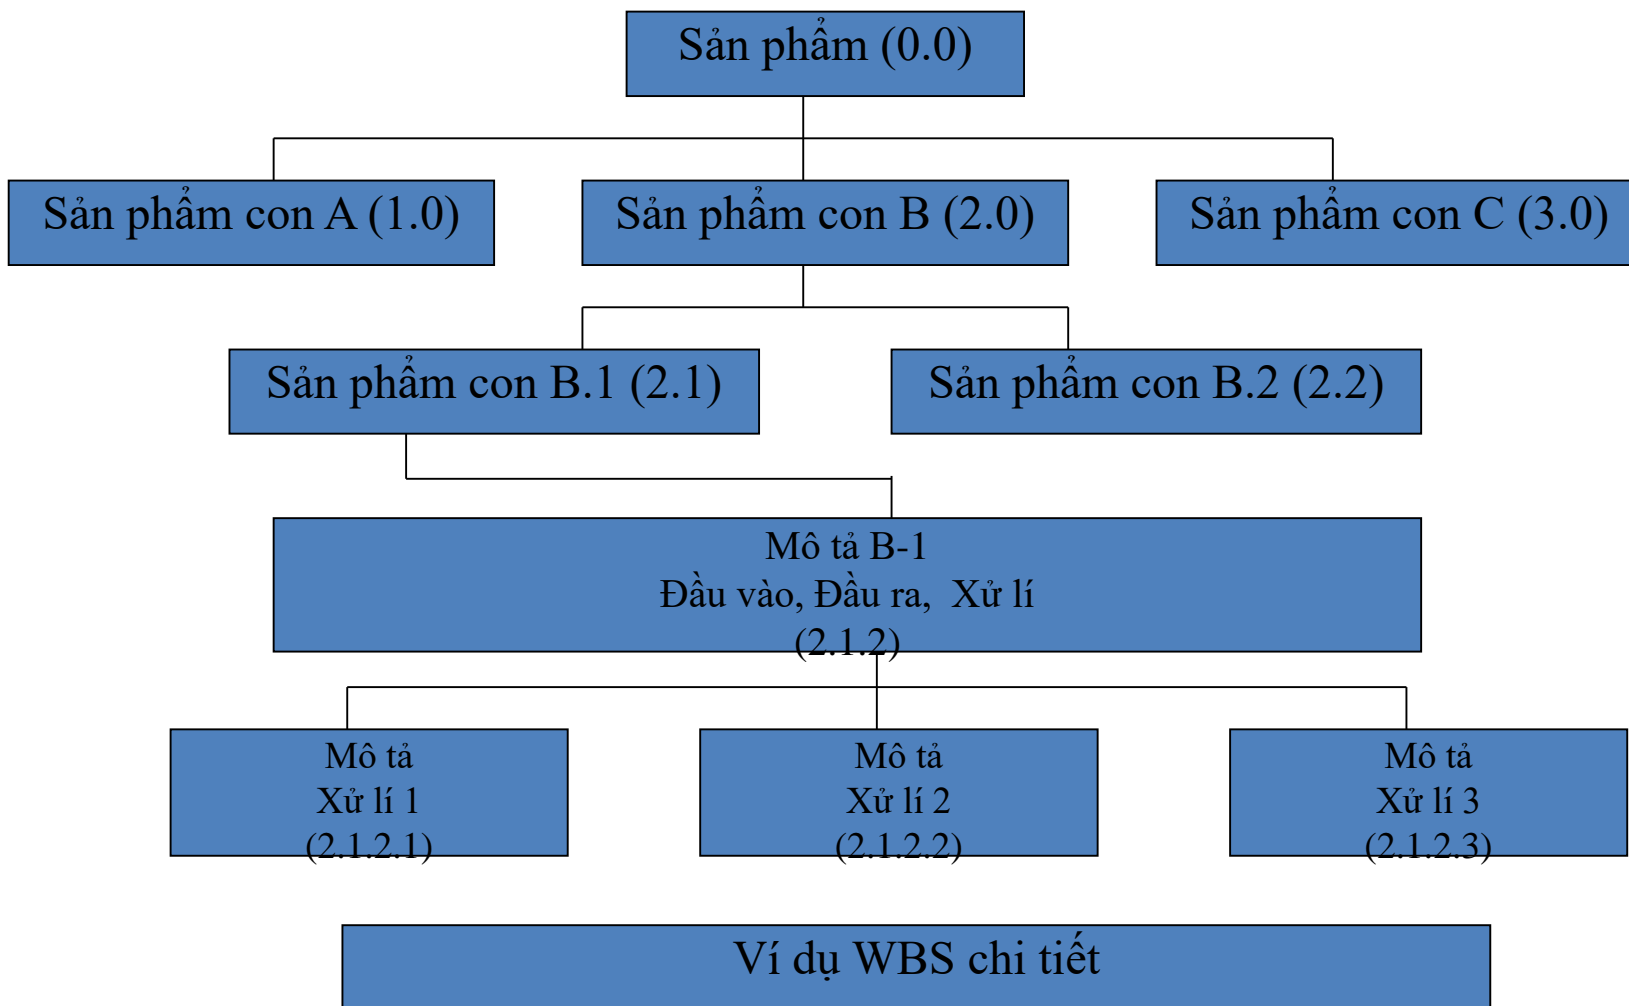 Sản phẩm (0.0)
Sản phẩm con A (1.0)
Sản phẩm con B (2.0)
Sản phẩm con C (3.0)
Sản phẩm con B.1 (2.1)
Sản phẩm con B.2 (2.2)
Mô tả B-1
Đầu vào, Đầu ra, Xử lí
(2.1.2)
Mô tả
Xử lí 1
(2.1.2.1)
Mô tả
Xử lí 2
(2.1.2.2)
Mô tả
Xử lí 3
(2.1.2.3)
Ví dụ WBS chi tiết